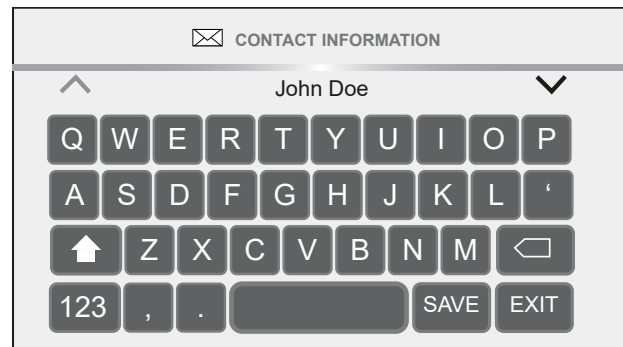 CONTACT INFORMATION
John Doe
Q W E R T Y U I O P
A S D F G H J K L ‘
Z X C V B N M
123 , . SAVE EXIT